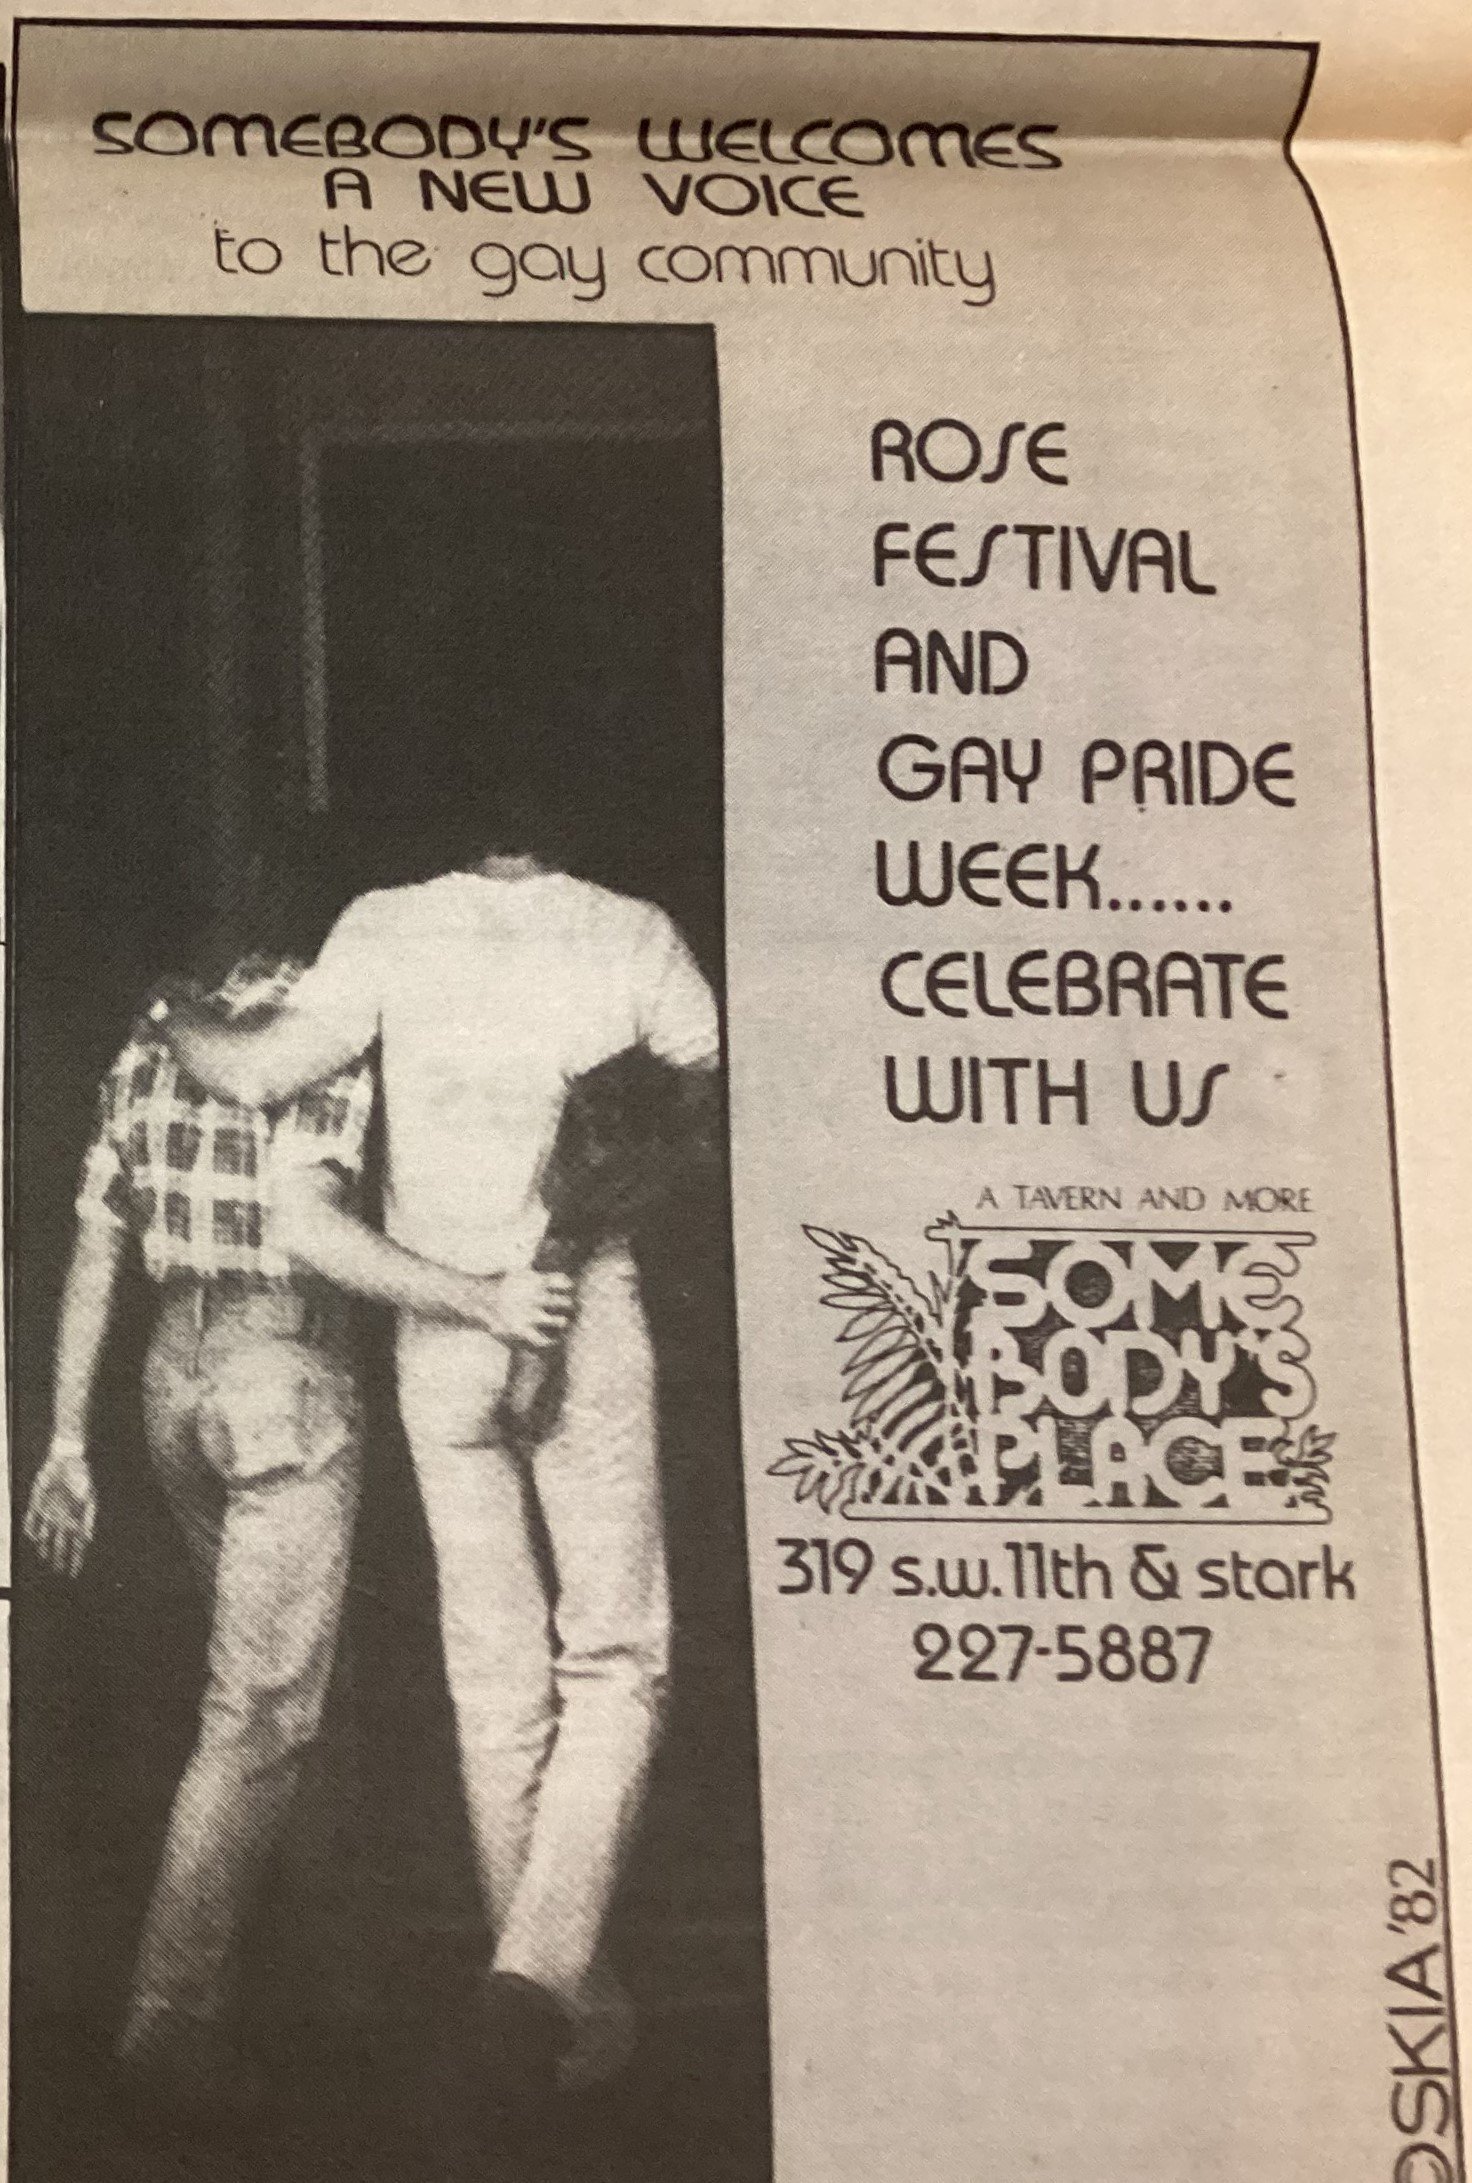 SOMEBODY'S WELCOMES
A NEW VOICE
to the gay community
ROSE
FESTIVAL
AND
GAY PRIDE
WEEK......
CELEBRATE
WITH US
A TAVERN AND MORE
SOME
BODY'S
PLACE
319 s.w.11th & stark
227-5887
©SKIA'82